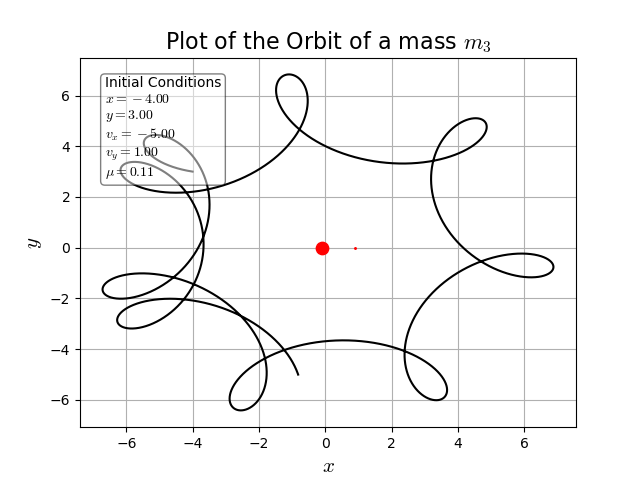 Plot of the Orbit of a mass m₃
Initial Conditions
x = −4.00
y = 3.00
vₓ = −5.00
v_y = 1.00
μ = 0.11
6
4
2
0
−2
−4
−6
y
−6 −4 −2 0 2 4 6
x